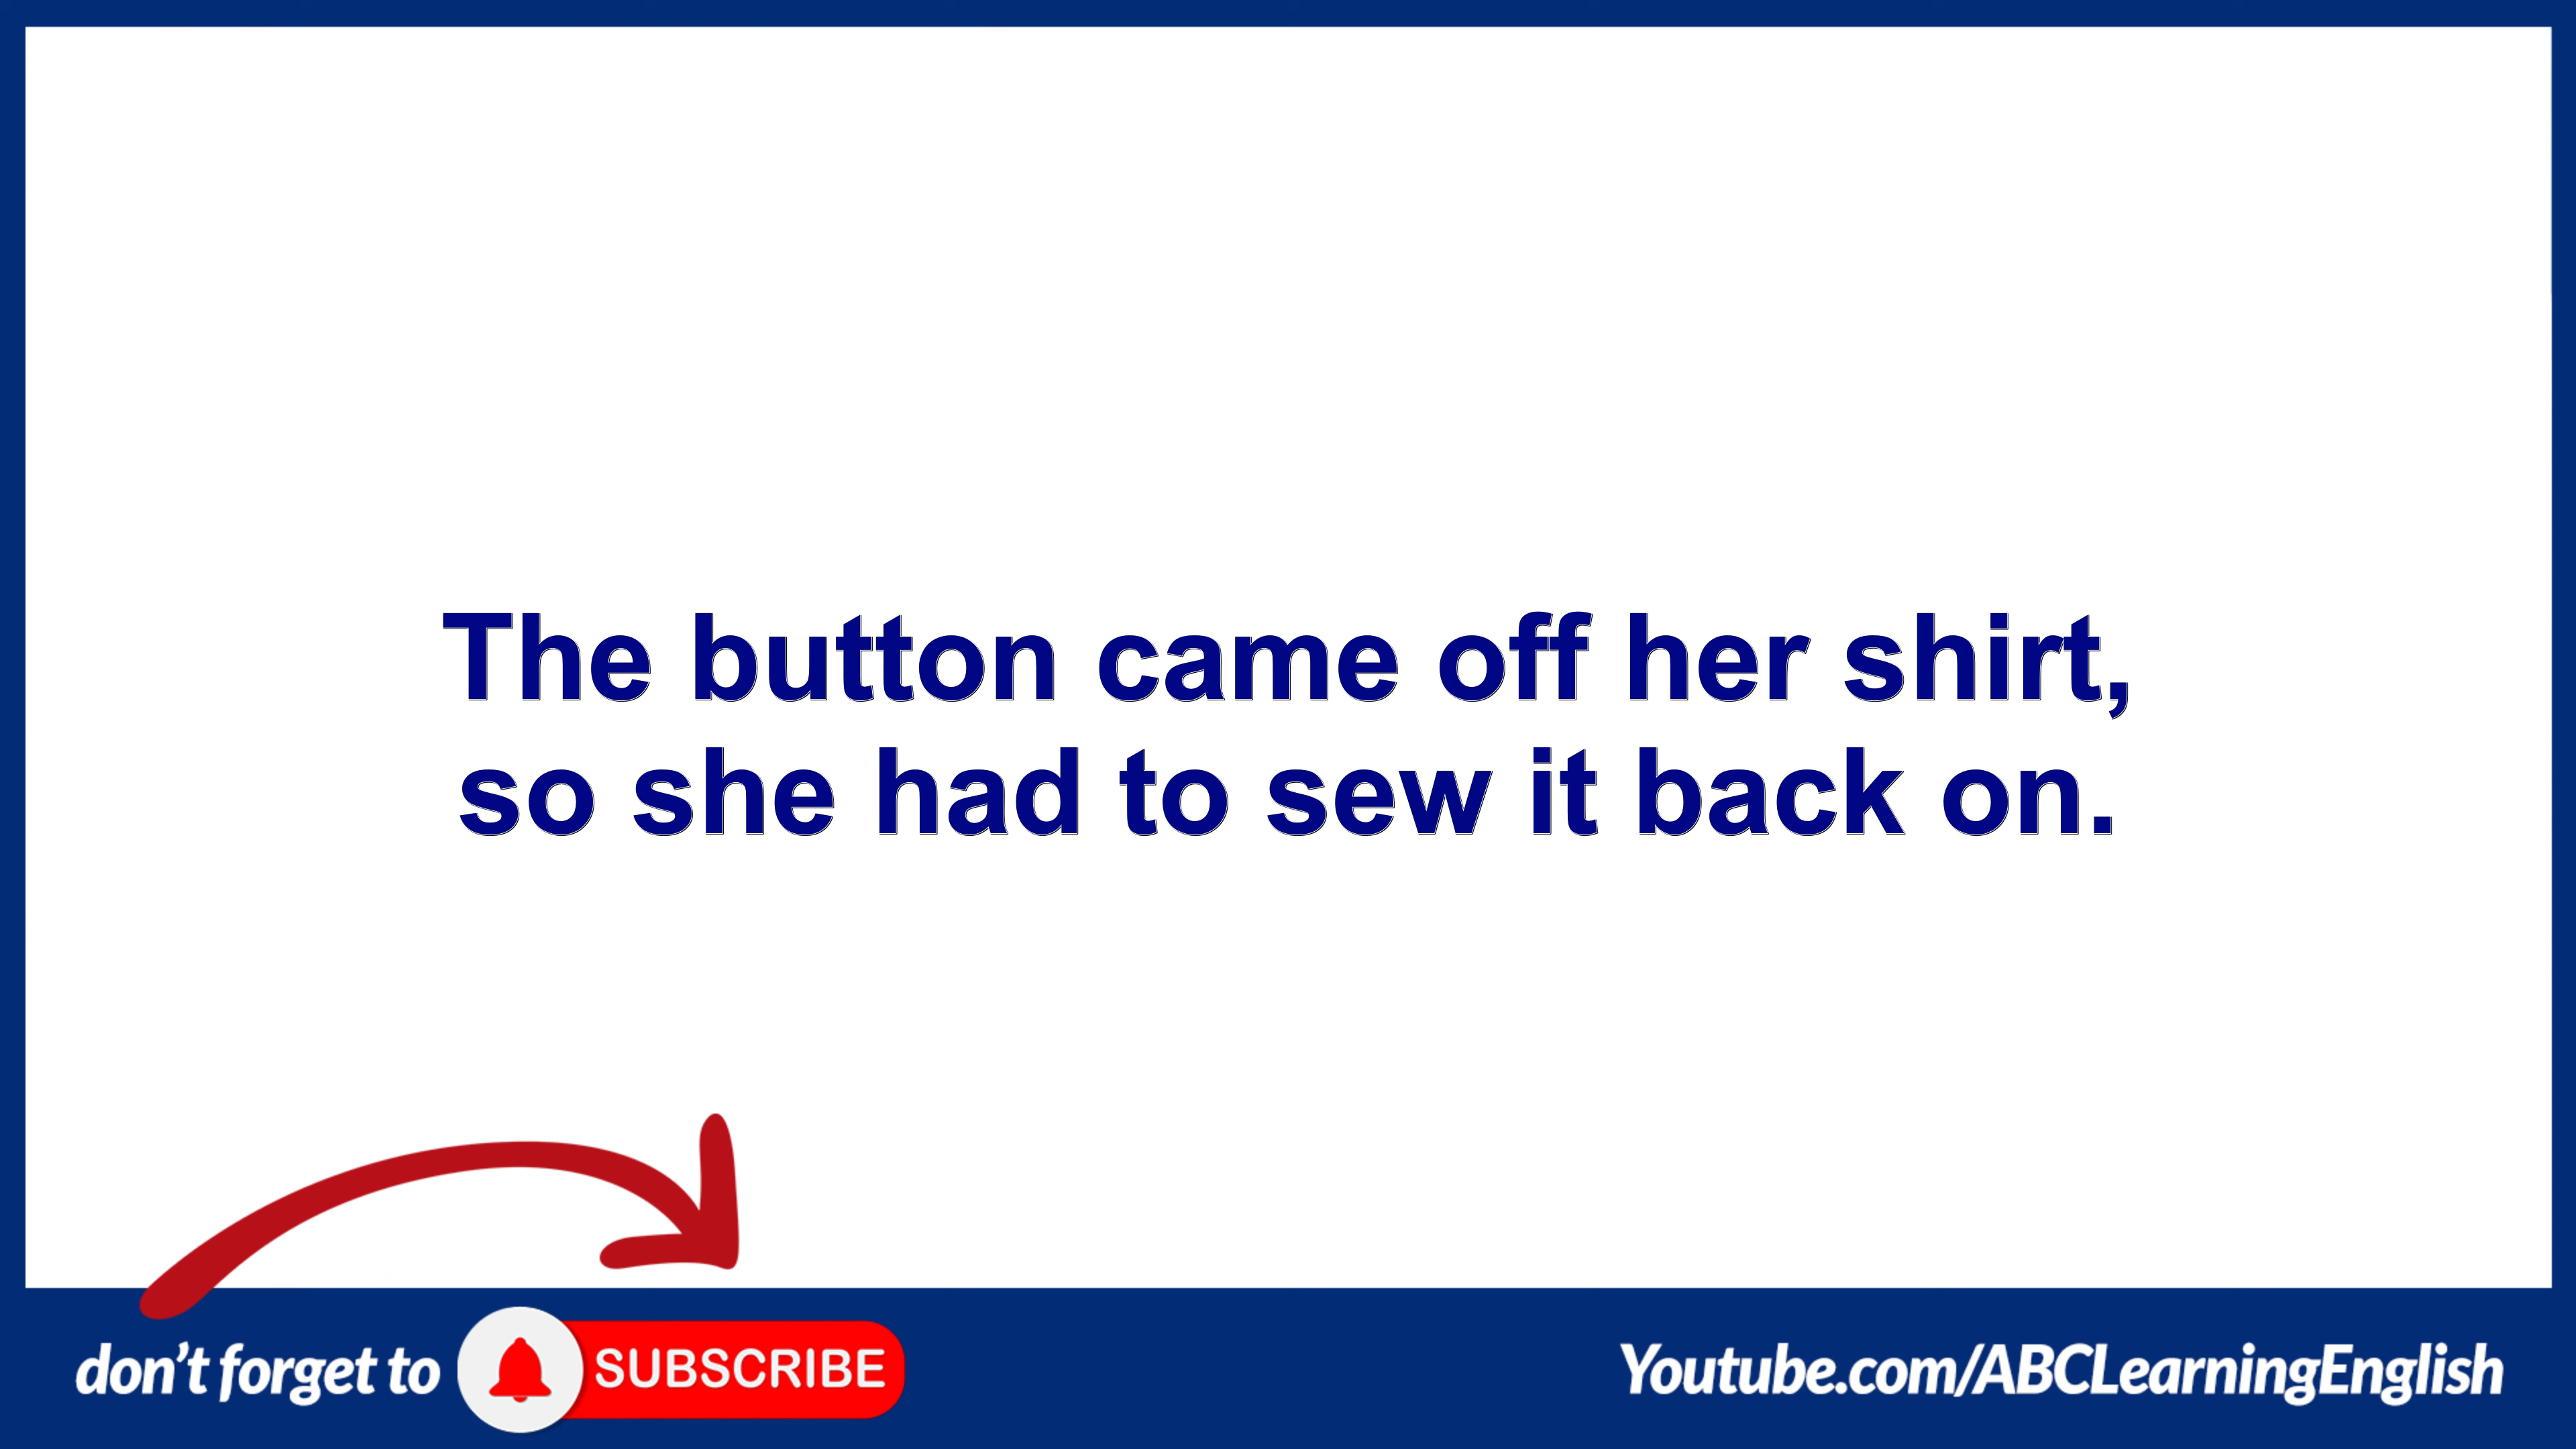 The button came off her shirt,
so she had to sew it back on.
don't forget to SUBSCRIBE
Youtube.com/ABCLearningEnglish